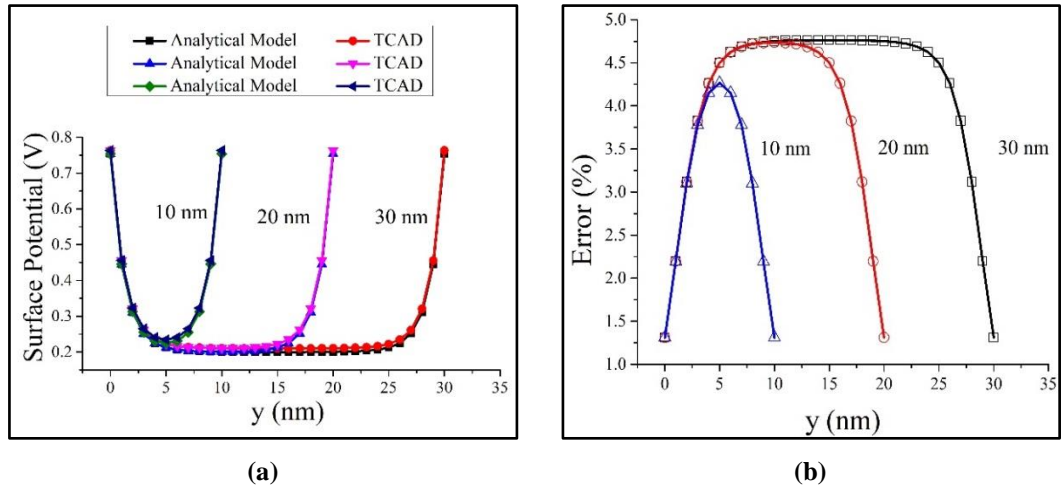 Analytical Model TCAD
Analytical Model TCAD
Analytical Model TCAD
Surface Potential (V)
0.8
0.7
0.6
0.5
0.4
0.3
0.2
10 nm
20 nm
30 nm
0 5 10 15 20 25 30 35
y (nm)
(a)
Error (%)
5.0
4.5
4.0
3.5
3.0
2.5
2.0
1.5
1.0
10 nm
20 nm
30 nm
0 5 10 15 20 25 30 35
y (nm)
(b)